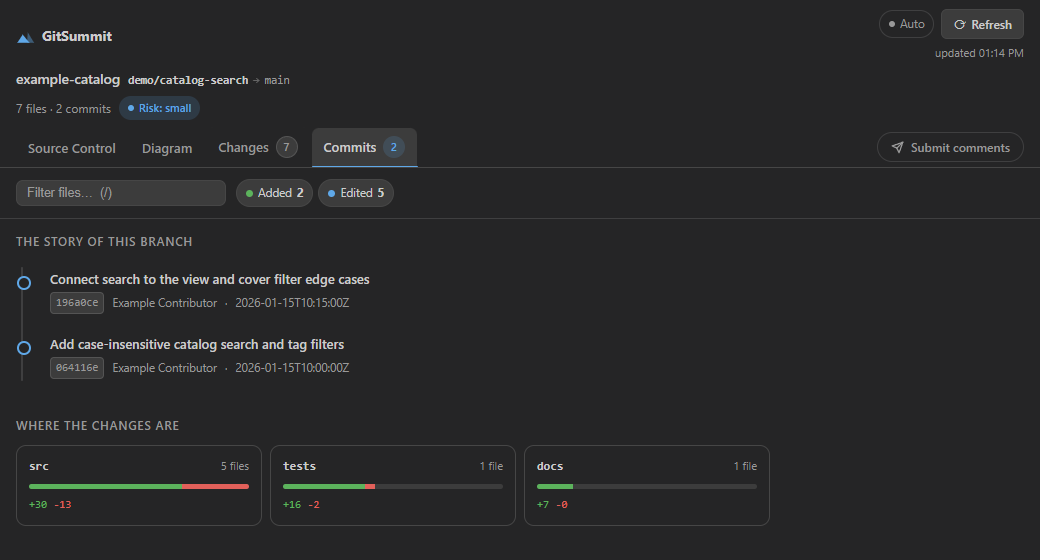 GitSummit
Auto
Refresh
updated 01:14 PM
example-catalog demo/catalog-search → main
7 files · 2 commits
Risk: small
Source Control
Diagram
Changes 7
Commits 2
Submit comments
Filter files... (/)
Added 2
Edited 5
THE STORY OF THIS BRANCH
Connect search to the view and cover filter edge cases
196a0ce Example Contributor · 2026-01-15T10:15:00Z
Add case-insensitive catalog search and tag filters
064116e Example Contributor · 2026-01-15T10:00:00Z
WHERE THE CHANGES ARE
src 5 files
+30 -13
tests 1 file
+16 -2
docs 1 file
+7 -0